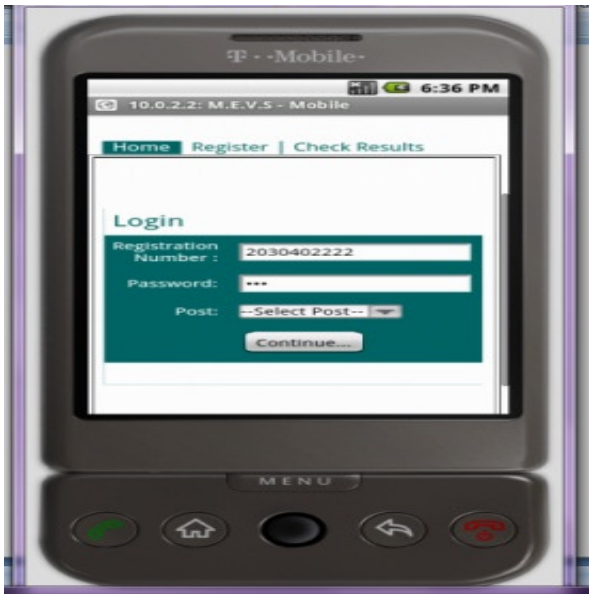 T··Mobile·
6:36 PM
10.0.2.2: M.E.V.S - Mobile
Home Register | Check Results
Login
Registration Number : 2030402222
Password: •••
Post: --Select Post--
Continue...
MENU